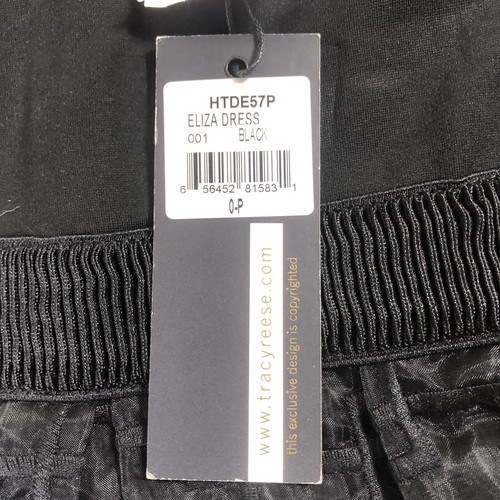 HTDE57P
ELIZA DRESS
001 BLACK
6 56452 81583 1
0-P
www.tracyreese.com
this exclusive design is copyrighted